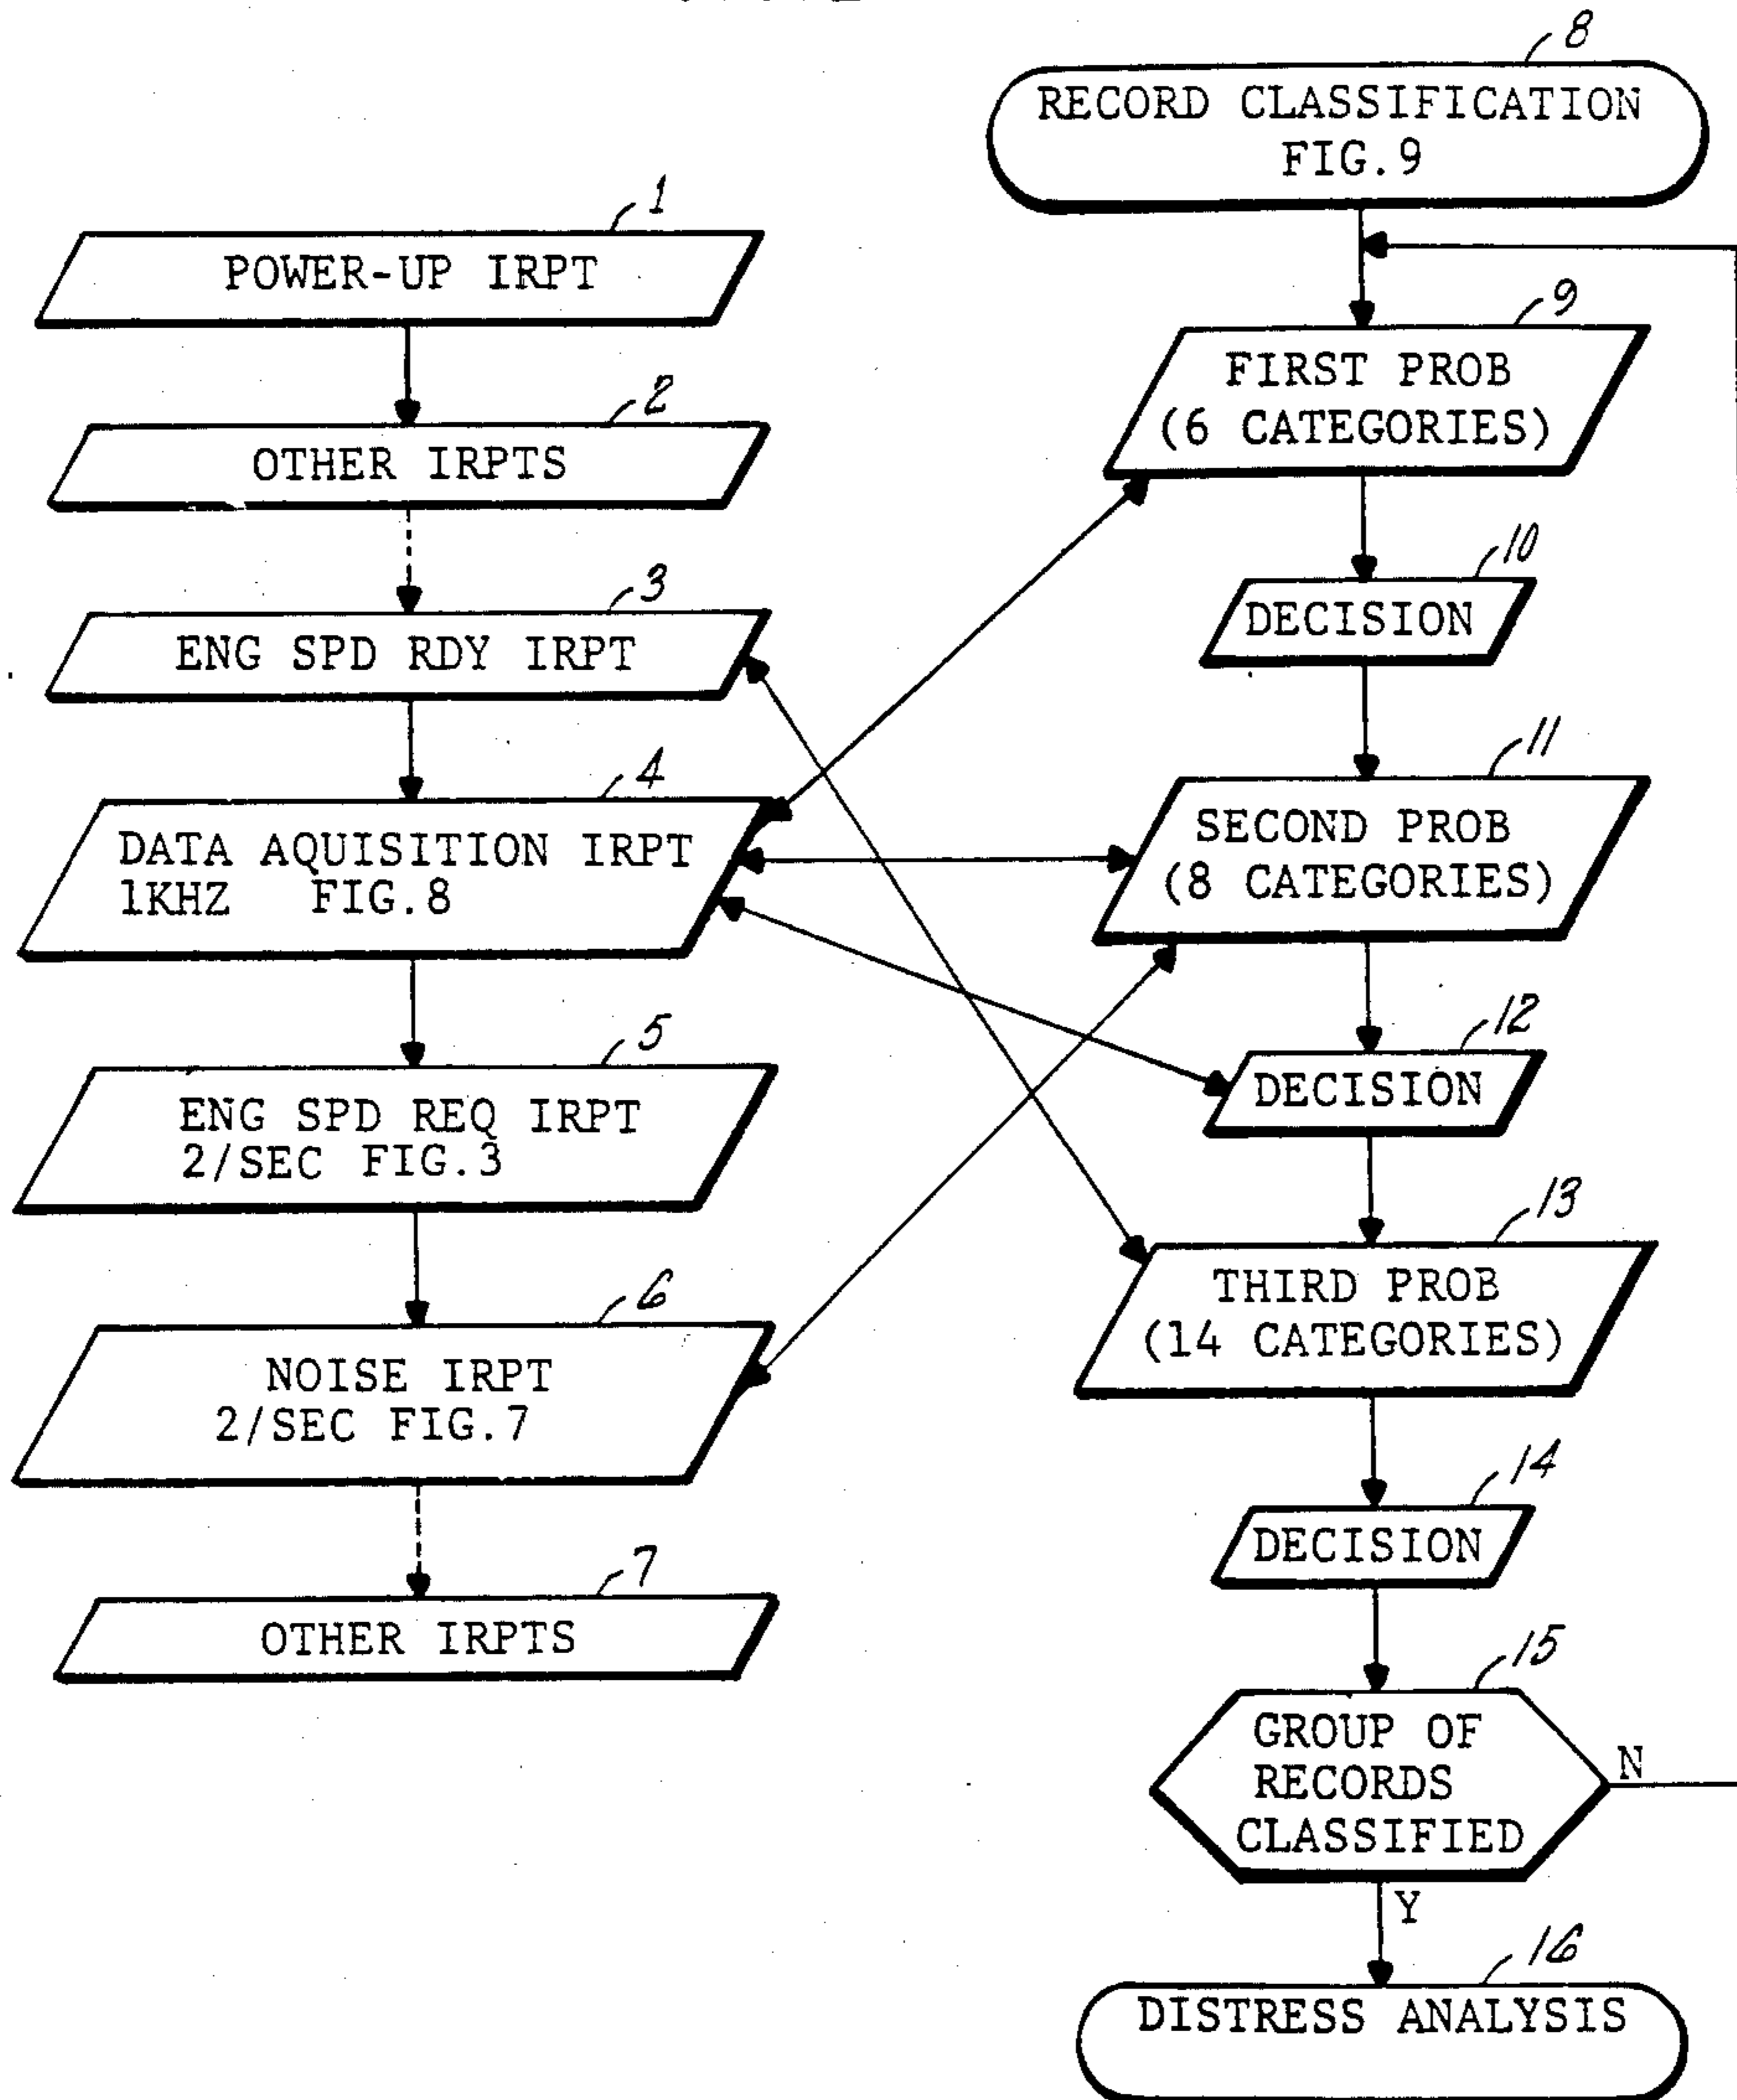 1
POWER-UP IRPT
2
OTHER IRPTS
3
ENG SPD RDY IRPT
4
DATA AQUISITION IRPT
1KHZ FIG.8
5
ENG SPD REQ IRPT
2/SEC FIG.3
6
NOISE IRPT
2/SEC FIG.7
7
OTHER IRPTS
8
RECORD CLASSIFICATION
FIG.9
9
FIRST PROB
(6 CATEGORIES)
10
DECISION
11
SECOND PROB
(8 CATEGORIES)
12
DECISION
13
THIRD PROB
(14 CATEGORIES)
14
DECISION
15
GROUP OF
RECORDS
CLASSIFIED
N
Y
16
DISTRESS ANALYSIS